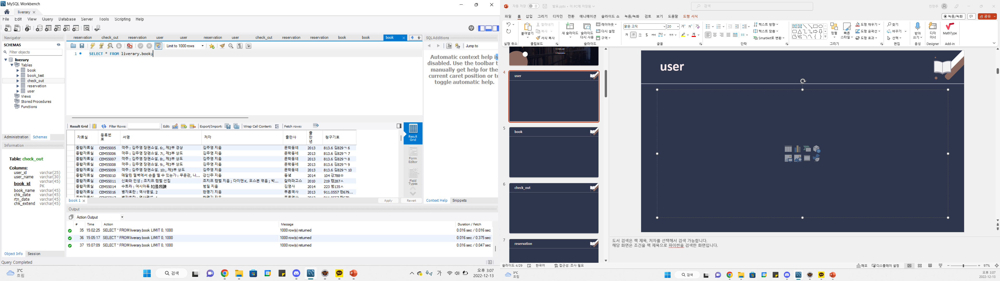 MySQL Workbench
liverary
File Edit View Query Database Server Tools Scripting Help
Navigator
SCHEMAS
Filter objects
liverary
Tables
book
book_test
check_out
reservation
user
Views
Stored Procedures
Functions
Administration Schemas
Information
Table: check_out
Columns:
user_id varchar(25)
user_name varchar(30)
book_id varchar(45) PK
book_name varchar(45)
chk_date varchar(45)
rtn_date varchar(45)
chk_extend varchar(45)
Object Info Session
Query Completed
reservation check_out reservation user user reservation user check_out reservation reservation book book book
Limit to 1000 rows
1 SELECT * FROM liverary.book;
Result Grid Filter Rows: Edit: Export/Import: Wrap Cell Content: Fetch rows:
자료실 등록번호 서명 저자 출판사 출판년 청구기호
종합자료실 CEM55005 객주 : 김주영 장편소설. 6:, 제2부 경상 김주영 지음 문학동네 2013 813.6 김829ㄱ 6
종합자료실 CEM55006 객주 : 김주영 장편소설. 7:, 제3부 상도 김주영 지음 문학동네 2013 813.6 김829ㄱ 7
종합자료실 CEM55007 객주 : 김주영 장편소설. 8:, 제3부 상도 김주영 지음 문학동네 2013 813.6 김829ㄱ 8
종합자료실 CEM55008 객주 : 김주영 장편소설. 9:, 제3부 상도 김주영 지음 문학동네 2013 813.6 김829ㄱ 9
종합자료실 CEM55009 객주 : 김주영 장편소설. 10:, 제3부 상도 김주영 지음 문학동네 2013 813.6 김829ㄱ 10
종합자료실 CEM55010 매달린 절벽에서 손을 뗄 수 있는가 : 무문관, 나... 강신주 지음 동녘 2014 104 강788ㅁ
종합자료실 CEM55011 신화와 인생 : 조지프 캠벨 선집 조지프 캠벨 지음 ; 다이앤 K. 오스본 엮음 ; 박... 갈라파고스 2010 219 캠287ㅅ
종합자료실 CEM55014 수트라 : 여시아독 如是我讀 범일 지음 김영사 2014 223 범135ㅅ
종합자료실 CEM55016 병자호란 : 역사평설. 2 한명기 지음 푸른역사 2013 911.0557 한679...
book 1
Apply Revert
Result Grid
Form Editor
Field Types
SQLAdditions
Jump to
Automatic context help is
disabled. Use the toolbar t
manually get help for the
current caret position or to
toggle automatic help.
Context Help Snippets
Output
Action Output
# Time Action Message Duration / Fetch
35 15:02:25 SELECT * FROM liverary.book LIMIT 0, 1000 1000 row(s) returned 0.016 sec / 0.016 sec
36 15:05:17 SELECT * FROM liverary.book LIMIT 0, 1000 1000 row(s) returned 0.016 sec / 0.375 sec
37 15:07:09 SELECT * FROM liverary.book LIMIT 0, 1000 1000 row(s) returned 0.016 sec / 0.047 sec
3°C
흐림
검색
가
오후 3:07
2022-12-13
자동 저장 끔 발표.pptx • 이 PC에 저장됨
검색
진민주
파일 홈 삽입 그리기 디자인 전환 애니메이션 슬라이드 쇼 녹음/녹화 검토 보기 도움말 도형 서식
녹음/녹화 공유
붙여넣기 잘라내기 복사 서식 복사
새 슬라이드 슬라이드 다시 사용 레이아웃 다시 설정 구역
맑은 고딕 20
텍스트 방향
텍스트 맞춤
SmartArt로 변환
정렬 빠른 스타일
도형 채우기
도형 윤곽선
도형 효과
찾기
바꾸기
선택
받아쓰기
디자이너
MathType
실행 취소 클립보드 슬라이드 글꼴 단락 그리기 편집 음성 Designer Add-in
4 user
5 book
6 check_out
7 reservation
user
도서 검색은 책 제목, 저자를 선택해서 검색 가능합니다.
해당 화면은 조건을 책 제목으로 파이썬을 검색한 화면입니다.
슬라이드 4/29 한국어 접근성: 조사 필요
메모 디스플레이 설정 97%
3°C
흐림
검색
오후 3:07
2022-12-13